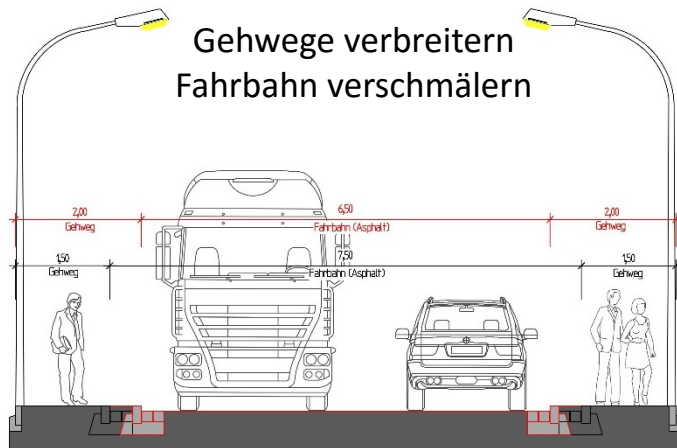 Gehwege verbreitern
Fahrbahn verschmälern
2,00 6,50 2,00
Gehweg Fahrbahn (Asphalt) Gehweg
1,50 7,50 1,50
Gehweg Fahrbahn (Asphalt) Gehweg